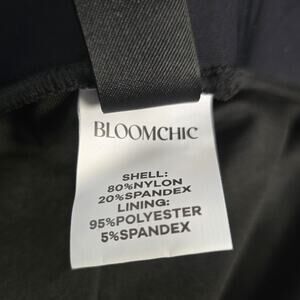 BLOOMCHIC
SHELL:
80%NYLON
20%SPANDEX
LINING:
95%POLYESTER
5%SPANDEX